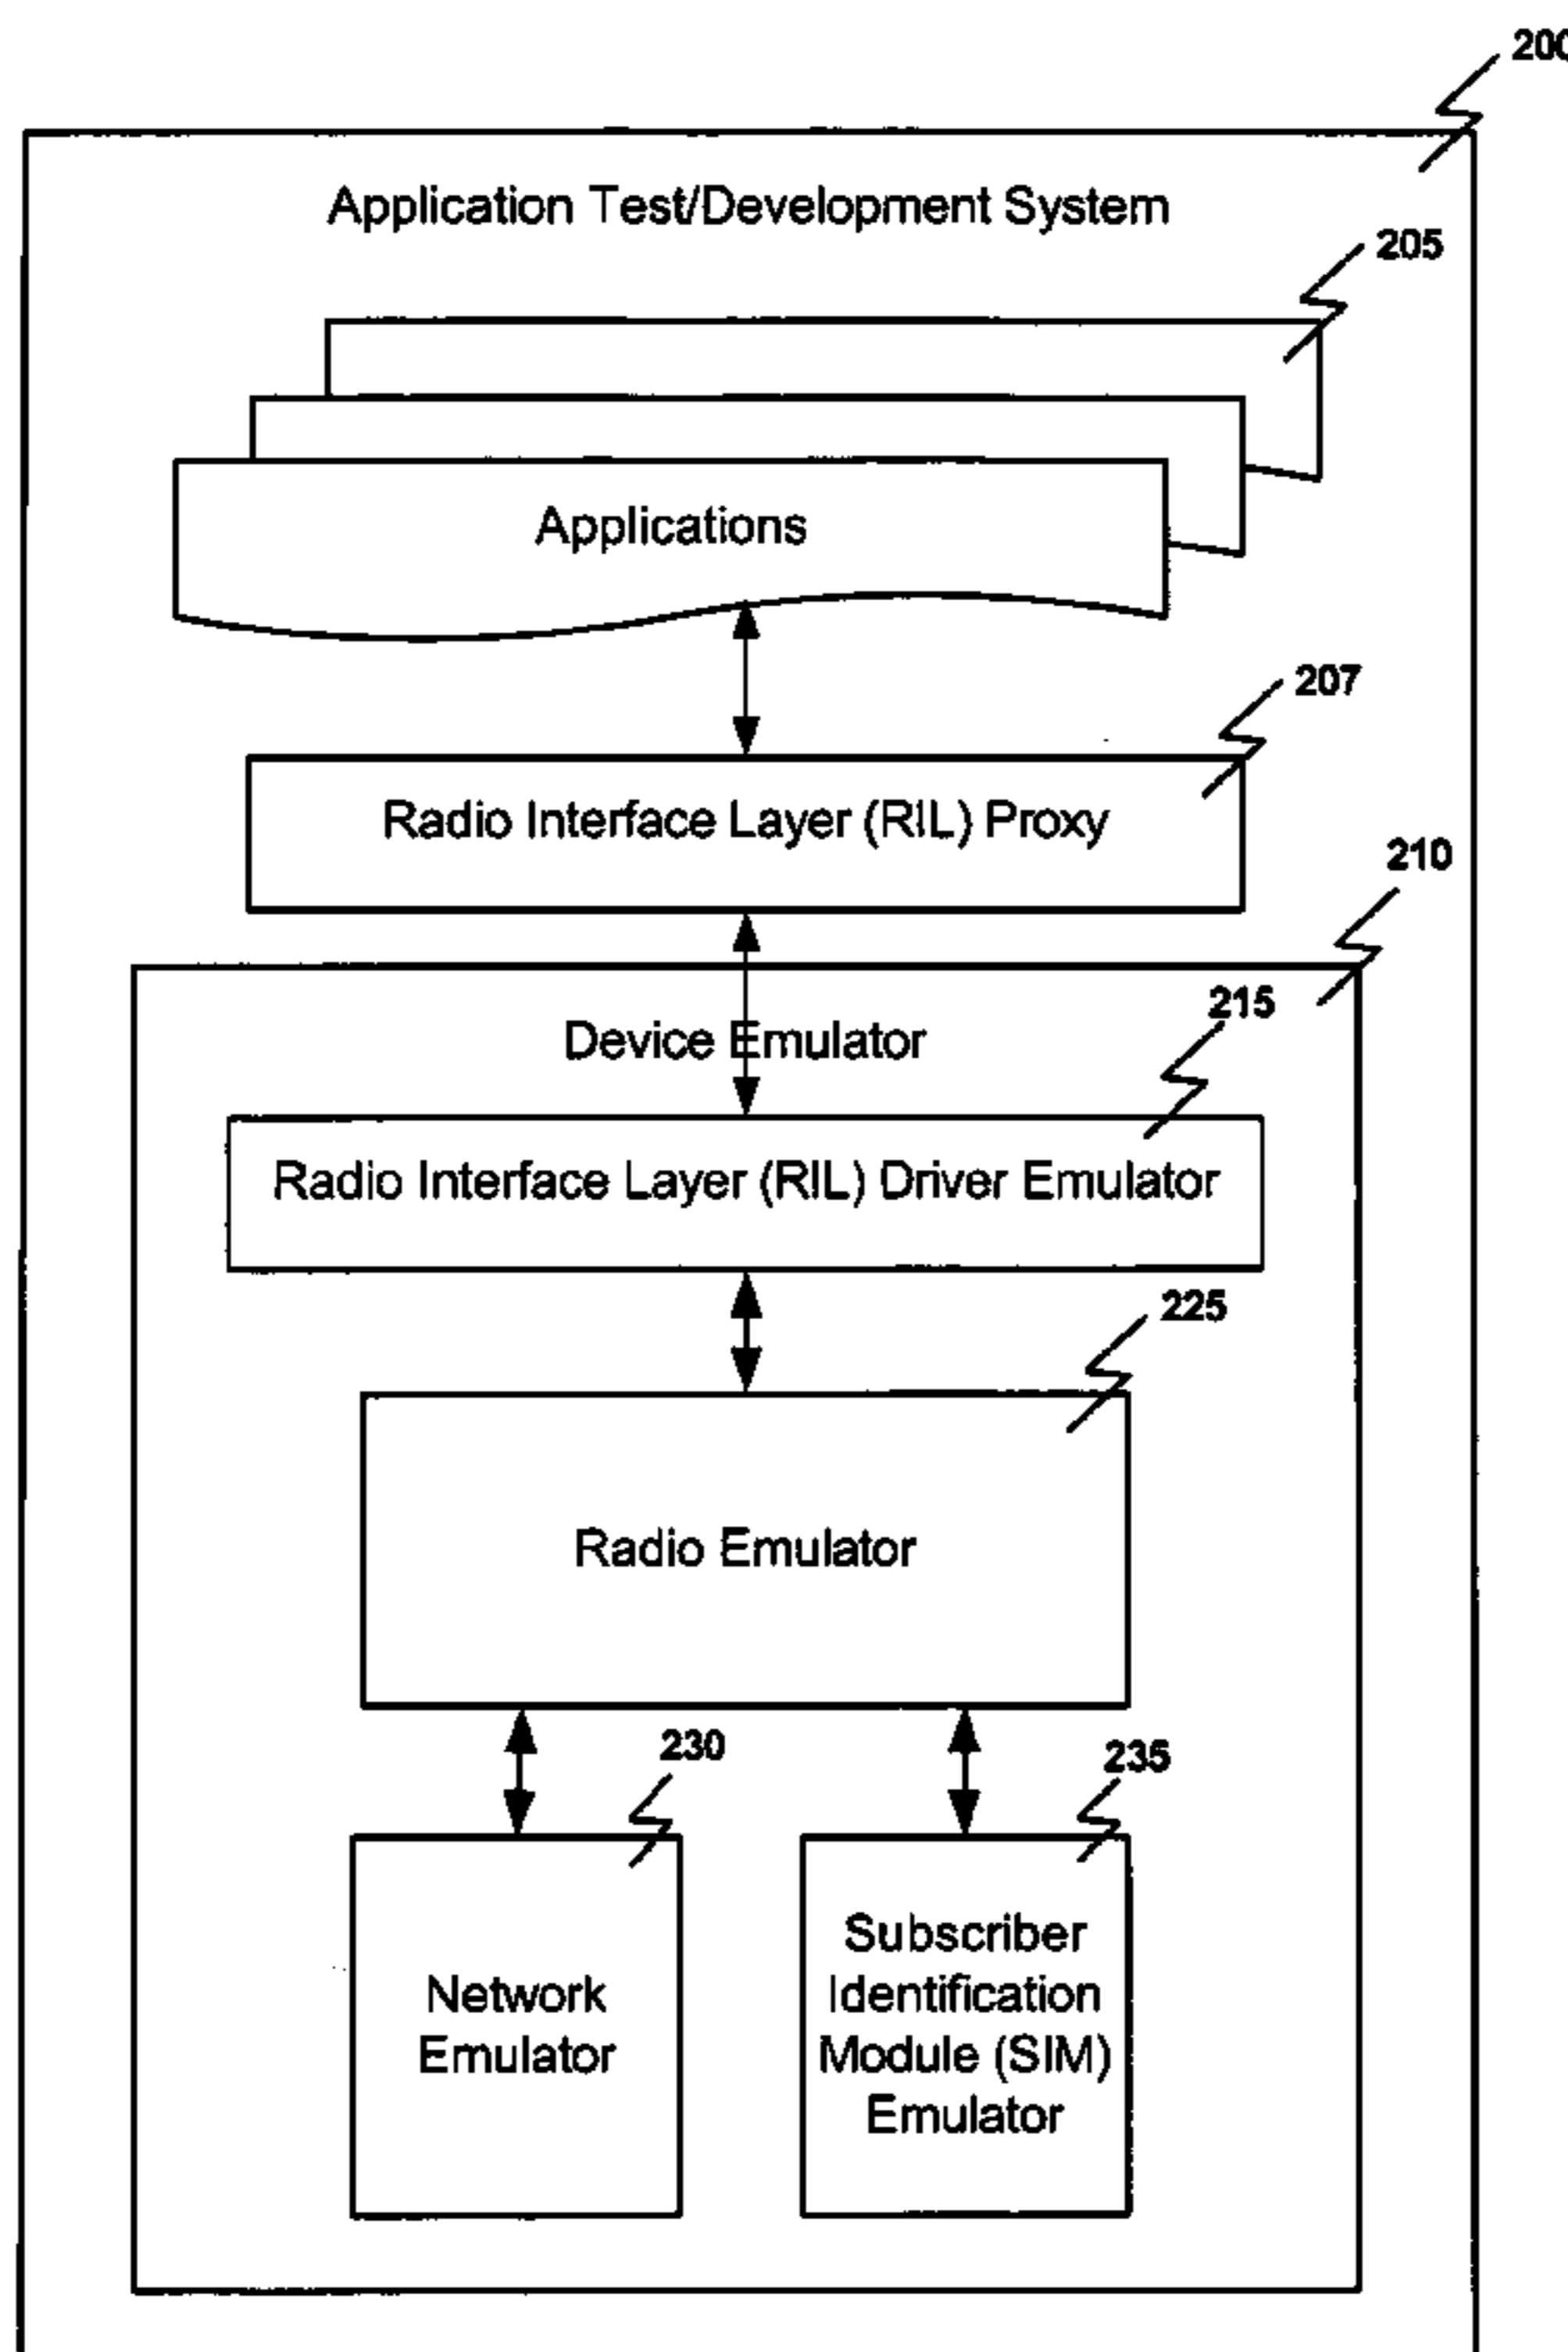 200
Application Test/Development System
205
Applications
207
Radio Interface Layer (RIL) Proxy
210
215
Device Emulator
Radio Interface Layer (RIL) Driver Emulator
225
Radio Emulator
230
235
Network
Emulator
Subscriber
Identification
Module (SIM)
Emulator